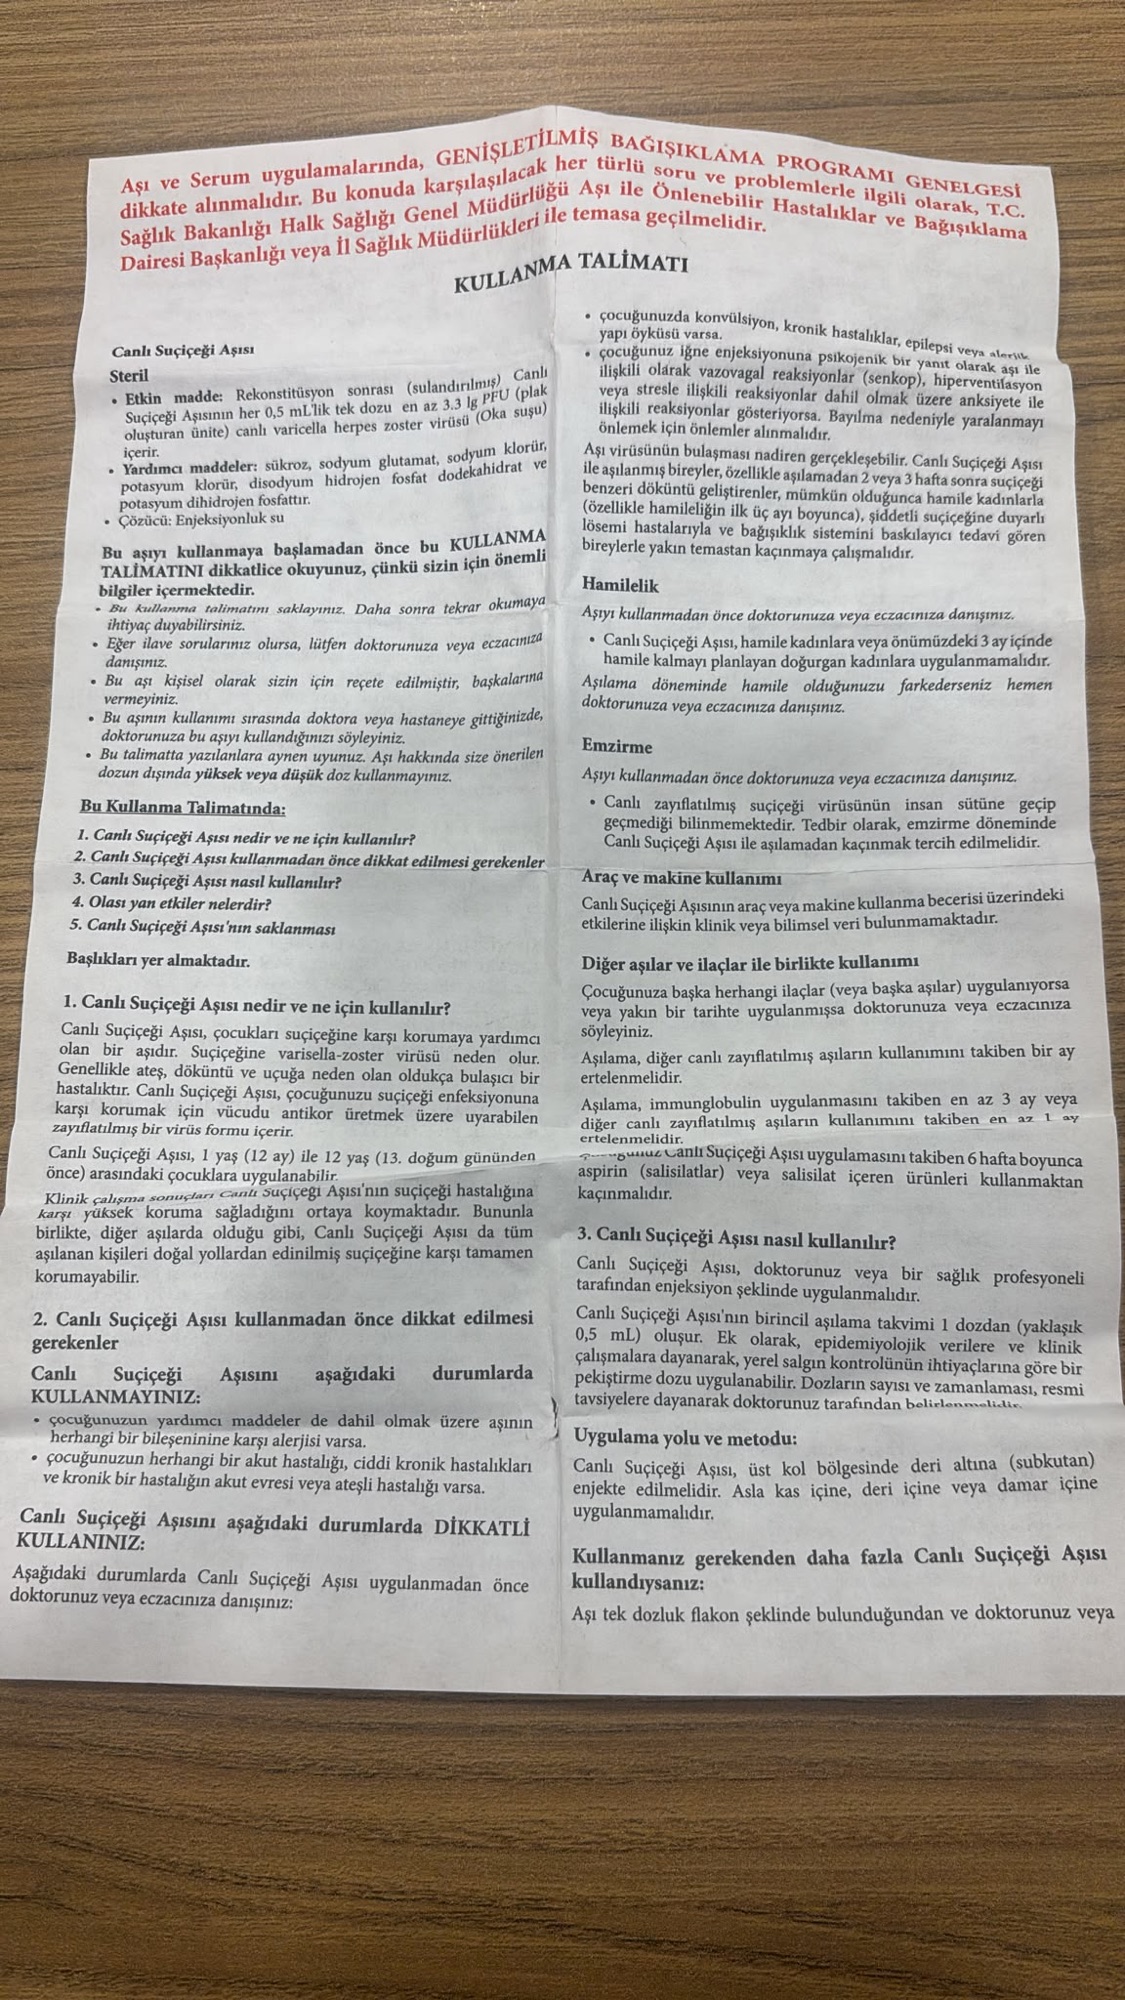 Aşı ve Serum uygulamalarında, GENİŞLETİLMİŞ BAĞIŞIKLAMA PROGRAMI GENELGESİ
dikkate alınmalıdır. Bu konuda karşılaşılacak her türlü soru ve problemlerle ilgili olarak, T.C.
Sağlık Bakanlığı Halk Sağlığı Genel Müdürlüğü Aşı ile Önlenebilir Hastalıklar ve Bağışıklama
Dairesi Başkanlığı veya İl Sağlık Müdürlükleri ile temasa geçilmelidir.
KULLANMA TALİMATI
Canlı Suçiçeği Aşısı
Steril
• Etkin madde: Rekonstitüsyon sonrası (sulandırılmış) Canlı
Suçiçeği Aşısının her 0,5 mL'lik tek dozu en az 3.3 lg PFU (plak
oluşturan ünite) canlı varicella herpes zoster virüsü (Oka suşu)
içerir.
• Yardımcı maddeler: sükroz, sodyum glutamat, sodyum klorür,
potasyum klorür, disodyum hidrojen fosfat dodekahidrat ve
potasyum dihidrojen fosfattır.
• Çözücü: Enjeksiyonluk su
Bu aşıyı kullanmaya başlamadan önce bu KULLANMA
TALİMATINI dikkatlice okuyunuz, çünkü sizin için önemli
bilgiler içermektedir.
• Bu kullanma talimatını saklayınız. Daha sonra tekrar okumaya
ihtiyaç duyabilirsiniz.
• Eğer ilave sorularınız olursa, lütfen doktorunuza veya eczacınıza
danışınız.
• Bu aşı kişisel olarak sizin için reçete edilmiştir, başkalarına
vermeyiniz.
• Bu aşının kullanımı sırasında doktora veya hastaneye gittiğinizde,
doktorunuza bu aşıyı kullandığınızı söyleyiniz.
• Bu talimatta yazılanlara aynen uyunuz. Aşı hakkında size önerilen
dozun dışında yüksek veya düşük doz kullanmayınız.
Bu Kullanma Talimatında:
1. Canlı Suçiçeği Aşısı nedir ve ne için kullanılır?
2. Canlı Suçiçeği Aşısı kullanmadan önce dikkat edilmesi gerekenler
3. Canlı Suçiçeği Aşısı nasıl kullanılır?
4. Olası yan etkiler nelerdir?
5. Canlı Suçiçeği Aşısı'nın saklanması
Başlıkları yer almaktadır.
1. Canlı Suçiçeği Aşısı nedir ve ne için kullanılır?
Canlı Suçiçeği Aşısı, çocukları suçiçeğine karşı korumaya yardımcı
olan bir aşıdır. Suçiçeğine varisella-zoster virüsü neden olur.
Genellikle ateş, döküntü ve uçuğa neden olan oldukça bulaşıcı bir
hastalıktır. Canlı Suçiçeği Aşısı, çocuğunuzu suçiçeği enfeksiyonuna
karşı korumak için vücudu antikor üretmek üzere uyarabilen
zayıflatılmış bir virüs formu içerir.
Canlı Suçiçeği Aşısı, 1 yaş (12 ay) ile 12 yaş (13. doğum gününden
önce) arasındaki çocuklara uygulanabilir.
Klinik çalışma sonuçları Canlı Suçiçeği Aşısı'nın suçiçeği hastalığına
karşı yüksek koruma sağladığını ortaya koymaktadır. Bununla
birlikte, diğer aşılarda olduğu gibi, Canlı Suçiçeği Aşısı da tüm
aşılanan kişileri doğal yollardan edinilmiş suçiçeğine karşı tamamen
korumayabilir.
2. Canlı Suçiçeği Aşısı kullanmadan önce dikkat edilmesi
gerekenler
Canlı Suçiçeği Aşısını aşağıdaki durumlarda
KULLANMAYINIZ:
• çocuğunuzun yardımcı maddeler de dahil olmak üzere aşının
herhangi bir bileşeninine karşı alerjisi varsa.
• çocuğunuzun herhangi bir akut hastalığı, ciddi kronik hastalıkları
ve kronik bir hastalığın akut evresi veya ateşli hastalığı varsa.
Canlı Suçiçeği Aşısını aşağıdaki durumlarda DİKKATLİ
KULLANINIZ:
Aşağıdaki durumlarda Canlı Suçiçeği Aşısı uygulanmadan önce
doktorunuz veya eczacınıza danışınız:
• çocuğunuzda konvülsiyon, kronik hastalıklar, epilepsi veya alerjik
yapı öyküsü varsa.
• çocuğunuz iğne enjeksiyonuna psikojenik bir yanıt olarak aşı ile
ilişkili olarak vazovagal reaksiyonlar (senkop), hiperventilasyon
veya stresle ilişkili reaksiyonlar dahil olmak üzere anksiyete ile
ilişkili reaksiyonlar gösteriyorsa. Bayılma nedeniyle yaralanmayı
önlemek için önlemler alınmalıdır.
Aşı virüsünün bulaşması nadiren gerçekleşebilir. Canlı Suçiçeği Aşısı
ile aşılanmış bireyler, özellikle aşılamadan 2 veya 3 hafta sonra suçiçeği
benzeri döküntü geliştirenler, mümkün olduğunca hamile kadınlarla
(özellikle hamileliğin ilk üç ayı boyunca), şiddetli suçiçeğine duyarlı
lösemi hastalarıyla ve bağışıklık sistemini baskılayıcı tedavi gören
bireylerle yakın temastan kaçınmaya çalışmalıdır.
Hamilelik
Aşıyı kullanmadan önce doktorunuza veya eczacınıza danışınız.
• Canlı Suçiçeği Aşısı, hamile kadınlara veya önümüzdeki 3 ay içinde
hamile kalmayı planlayan doğurgan kadınlara uygulanmamalıdır.
Aşılama döneminde hamile olduğunuzu farkederseniz hemen
doktorunuza veya eczacınıza danışınız.
Emzirme
Aşıyı kullanmadan önce doktorunuza veya eczacınıza danışınız.
• Canlı zayıflatılmış suçiçeği virüsünün insan sütüne geçip
geçmediği bilinmemektedir. Tedbir olarak, emzirme döneminde
Canlı Suçiçeği Aşısı ile aşılamadan kaçınmak tercih edilmelidir.
Araç ve makine kullanımı
Canlı Suçiçeği Aşısının araç veya makine kullanma becerisi üzerindeki
etkilerine ilişkin klinik veya bilimsel veri bulunmamaktadır.
Diğer aşılar ve ilaçlar ile birlikte kullanımı
Çocuğunuza başka herhangi ilaçlar (veya başka aşılar) uygulanıyorsa
veya yakın bir tarihte uygulanmışsa doktorunuza veya eczacınıza
söyleyiniz.
Aşılama, diğer canlı zayıflatılmış aşıların kullanımını takiben bir ay
ertelenmelidir.
Aşılama, immunglobulin uygulanmasını takiben en az 3 ay veya
diğer canlı zayıflatılmış aşıların kullanımını takiben en az 1 ay
ertelenmelidir.
Canlı Suçiçeği Aşısı uygulamasını takiben 6 hafta boyunca
aspirin (salisilatlar) veya salisilat içeren ürünleri kullanmaktan
kaçınmalıdır.
3. Canlı Suçiçeği Aşısı nasıl kullanılır?
Canlı Suçiçeği Aşısı, doktorunuz veya bir sağlık profesyoneli
tarafından enjeksiyon şeklinde uygulanmalıdır.
Canlı Suçiçeği Aşısı'nın birincil aşılama takvimi 1 dozdan (yaklaşık
0,5 mL) oluşur. Ek olarak, epidemiyolojik verilere ve klinik
çalışmalara dayanarak, yerel salgın kontrolünün ihtiyaçlarına göre bir
pekiştirme dozu uygulanabilir. Dozların sayısı ve zamanlaması, resmi
tavsiyelere dayanarak doktorunuz tarafından belirlenmelidir.
Uygulama yolu ve metodu:
Canlı Suçiçeği Aşısı, üst kol bölgesinde deri altına (subkutan)
enjekte edilmelidir. Asla kas içine, deri içine veya damar içine
uygulanmamalıdır.
Kullanmanız gerekenden daha fazla Canlı Suçiçeği Aşısı
kullandıysanız:
Aşı tek dozluk flakon şeklinde bulunduğundan ve doktorunuz veya